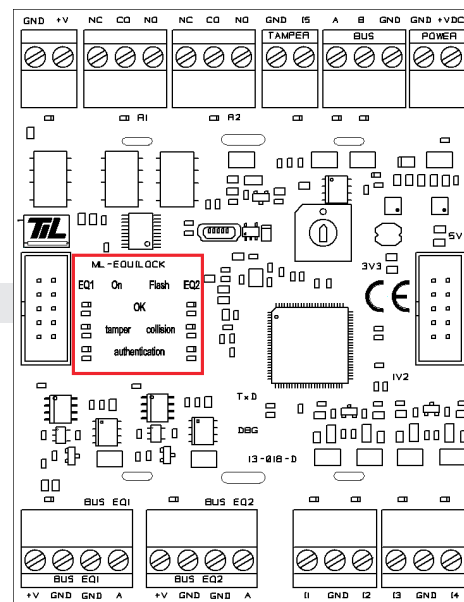 GND +V NC CO NO NC CO NO GND I5 A B GND GND +VDC
TAMPER BUS POWER
A1 A2
TiL
5V
ML-EQUILOCK
3V3
EQ1 On Flash EQ2
OK
CE
tamper collision
authentication
1V2
TxD
DBG
13-018-D
BUS EQ1 BUS EQ2
BUS EQ1 BUS EQ2
+V GND GND A +V GND GND A I1 GND I2 I3 GND I4